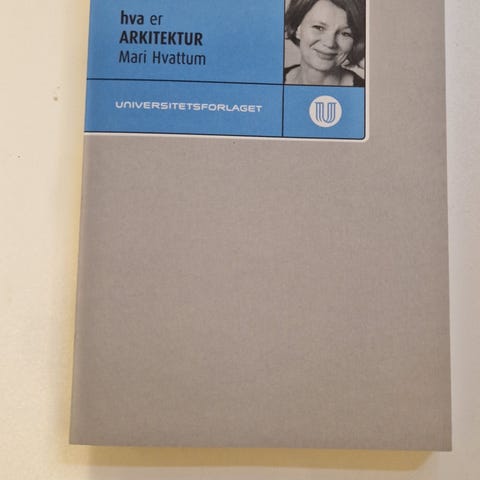 hva er
ARKITEKTUR
Mari Hvattum
UNIVERSITETSFORLAGET
U